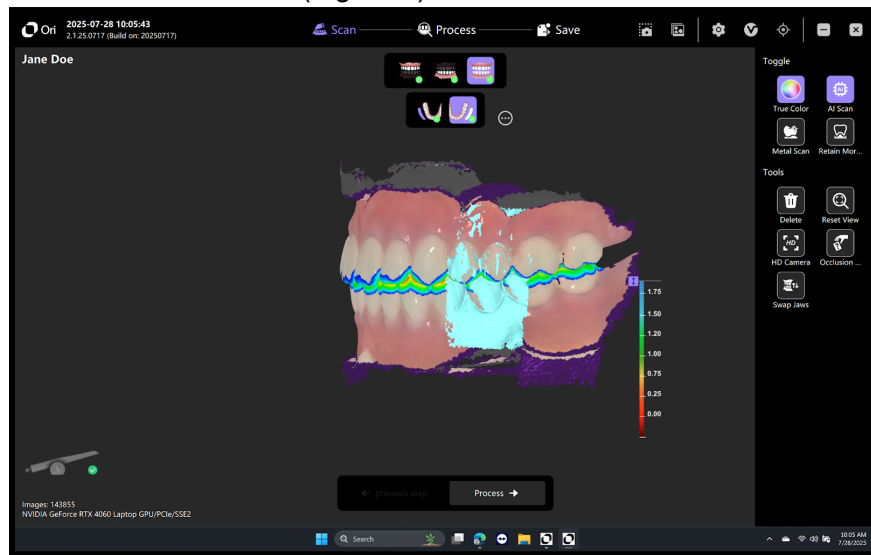 Ori
2025-07-28 10:05:43
2.1.25.0717 (Build on: 20250717)
Scan
Process
Save
Jane Doe
Toggle
True Color
AI Scan
Metal Scan
Retain Mor...
Tools
Delete
Reset View
HD
HD Camera
Occlusion ...
Swap Jaws
1.75
1.50
1.20
1.00
0.75
0.25
0.00
previous step
Process
Images: 143855
NVIDIA GeForce RTX 4060 Laptop GPU/PCIe/SSE2
Search
10:05 AM
7/28/2025